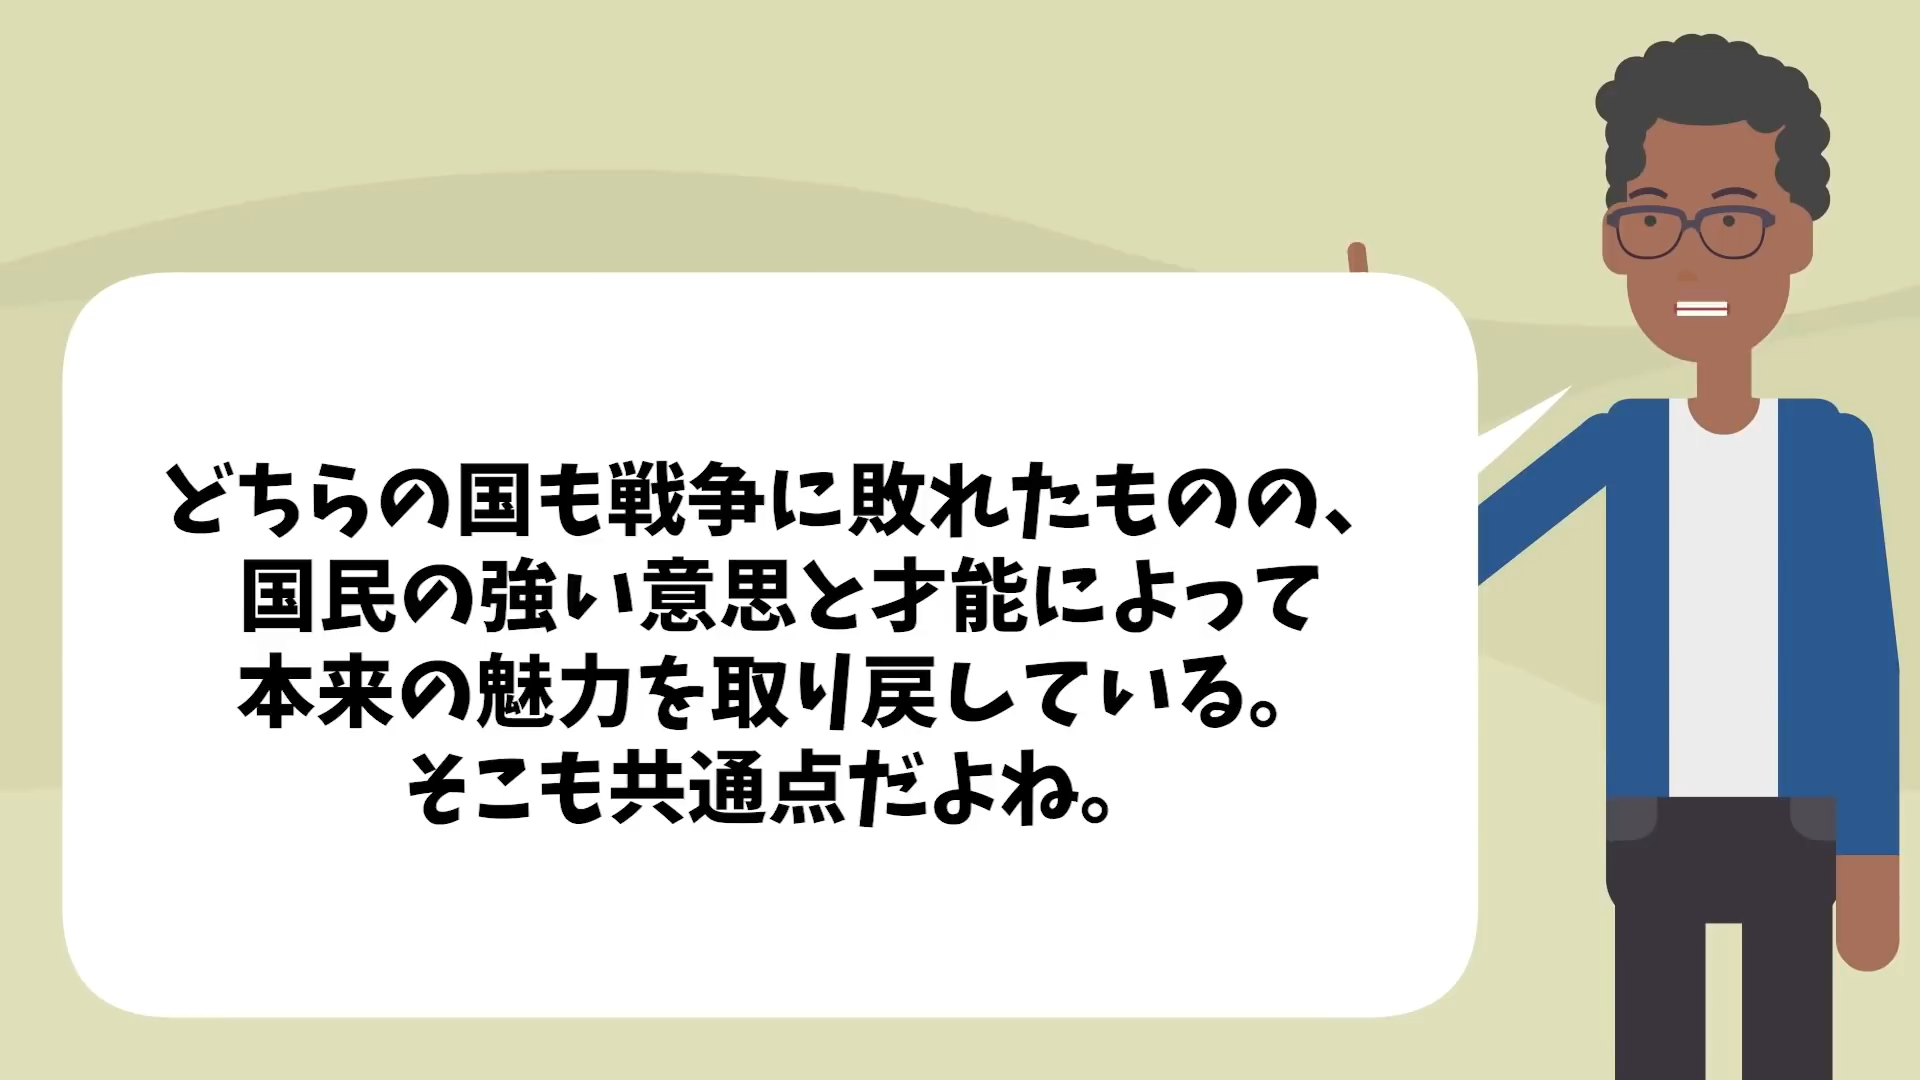 どちらの国も戦争に敗れたものの、
国民の強い意思と才能によって
本来の魅力を取り戻している。
そこも共通点だよね。